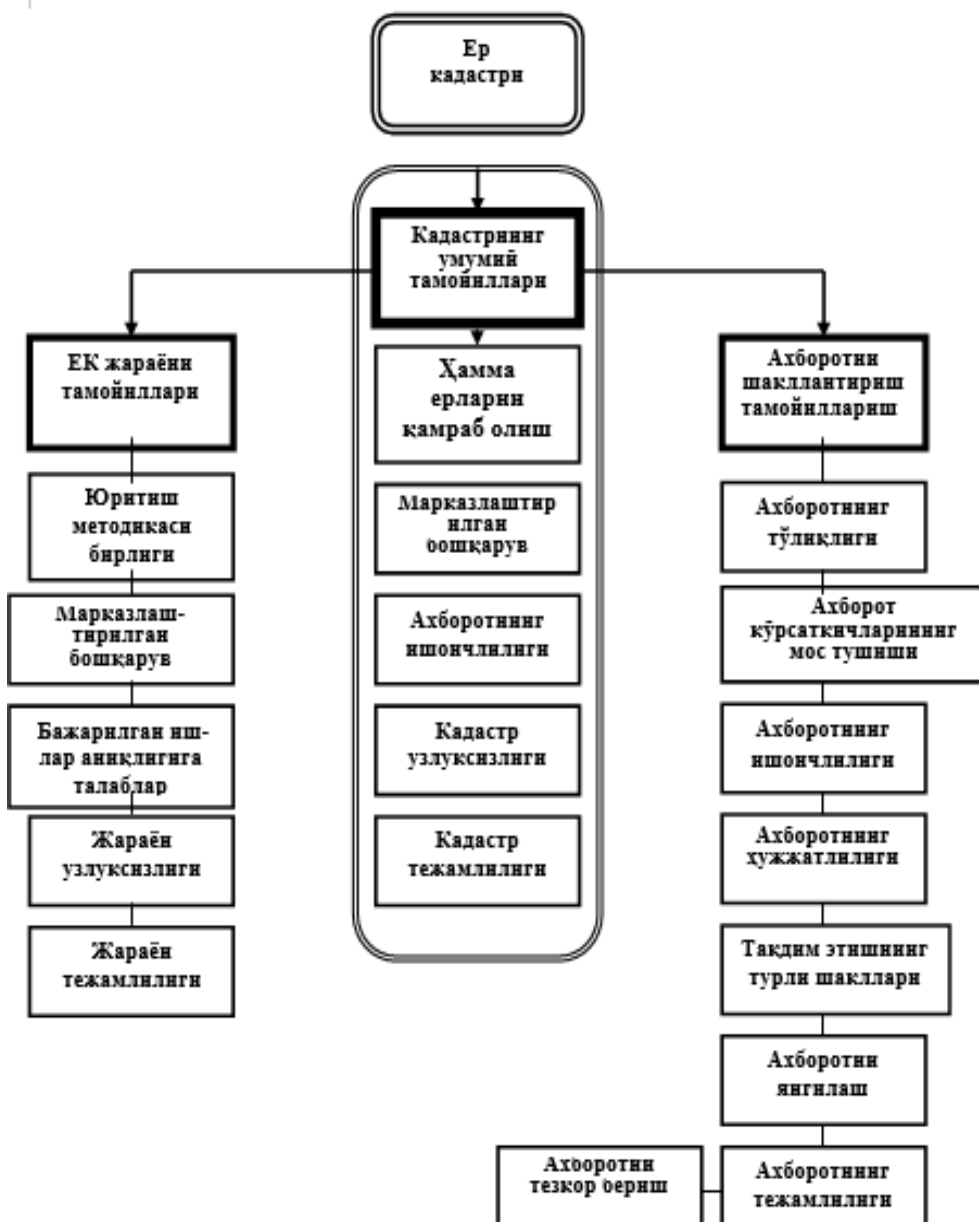 Ер
кадастри
Кадастрнинг
умумий
тамойиллари
ЕК жараёни
тамойиллари
Юритиш
методикаси
бирлиги
Марказлаш-
тирилган
бошқарув
Бажарилган иш-
лар аниқлигига
талаблар
Жараён
узлуксизлиги
Жараён
тежамлилиги
Ҳамма
ерларни
қамраб олиш
Марказлаштир
илган
бошқарув
Ахборотнинг
ишончлилиги
Кадастр
узлуксизлиги
Кадастр
тежамлилиги
Ахборотни
шакллантириш
тамойиллариш
Ахборотнинг
тўлиқлиги
Ахборот
кўрсаткичларининг
мос тушиши
Ахборотнинг
ишончлилиги
Ахборотнинг
ҳужжатлилиги
Тақдим этишнинг
турли шакллари
Ахборотни
янгилаш
Ахборотни
тезкор бериш
Ахборотнинг
тежамлилиги